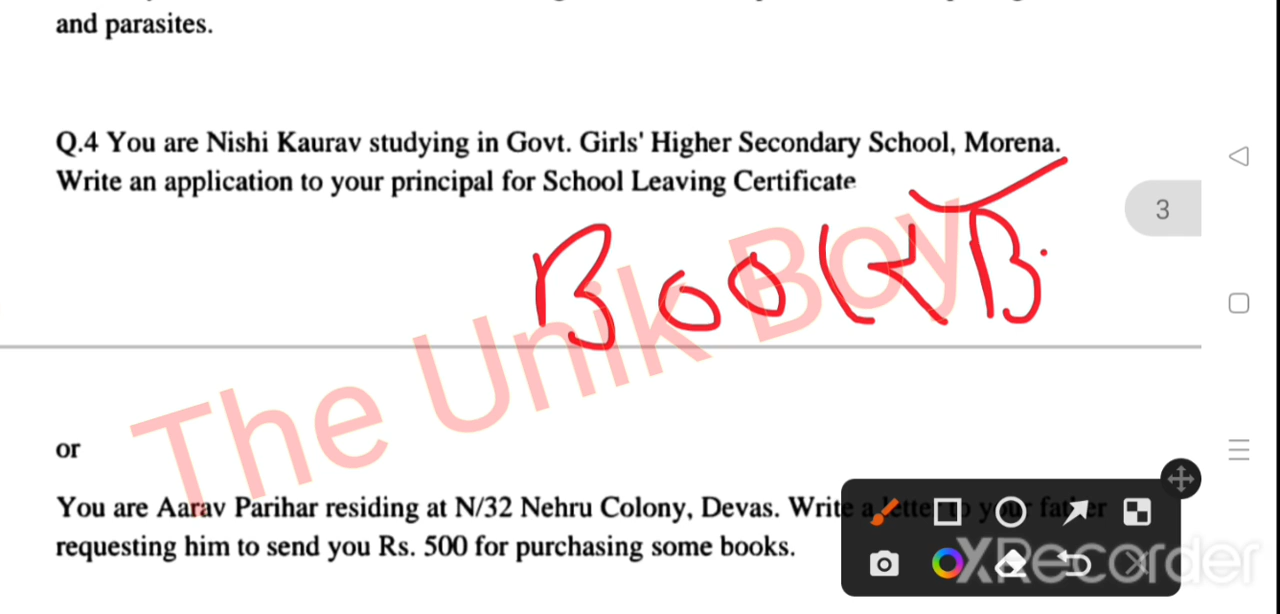 and parasites.
Q.4 You are Nishi Kaurav studying in Govt. Girls' Higher Secondary School, Morena.
Write an application to your principal for School Leaving Certificate
3
The Unik Boy
or
You are Aarav Parihar residing at N/32 Nehru Colony, Devas. Write a letter to your father
requesting him to send you Rs. 500 for purchasing some books.
XRecorder